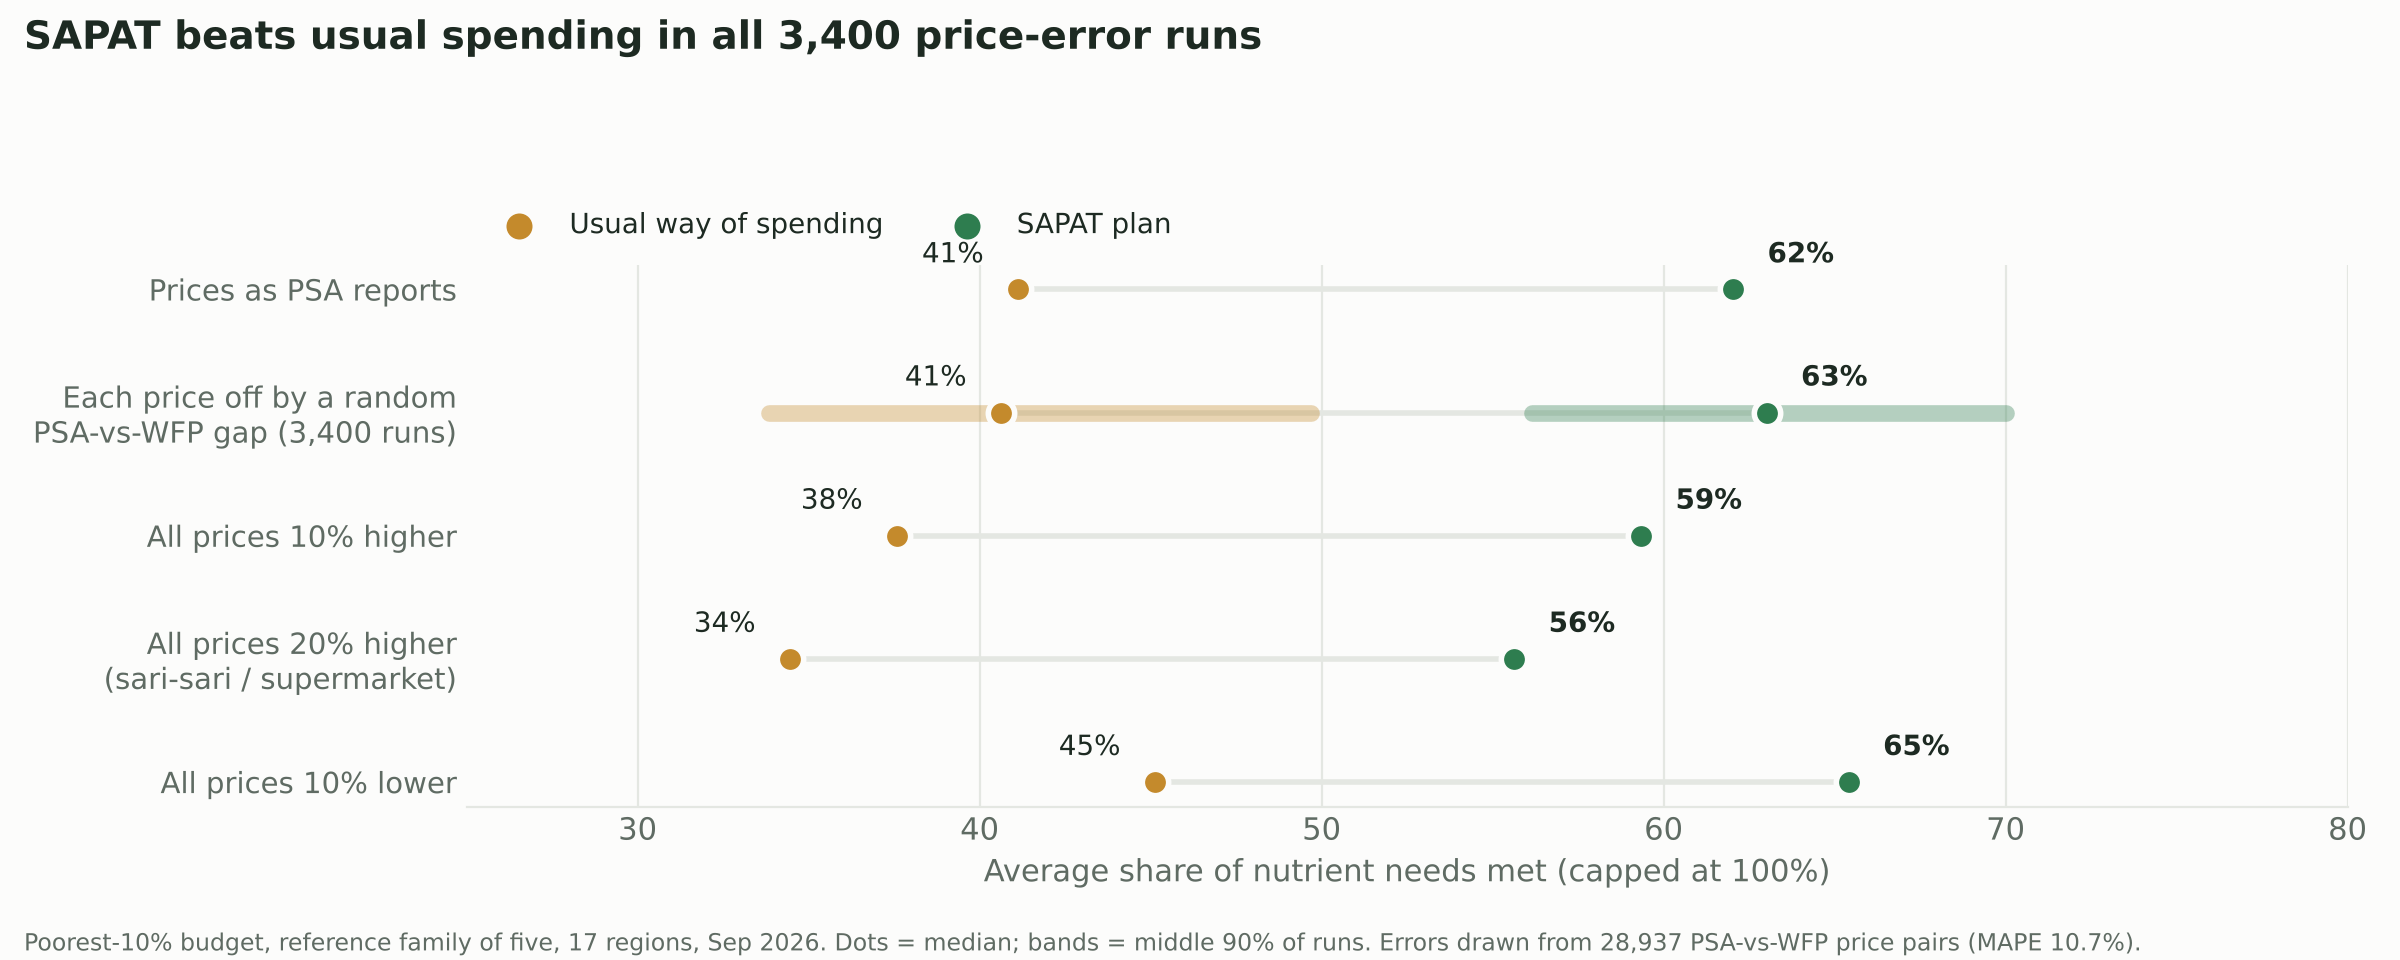 SAPAT beats usual spending in all 3,400 price-error runs
Usual way of spending
SAPAT plan
Prices as PSA reports
41%
62%
Each price off by a random
PSA-vs-WFP gap (3,400 runs)
41%
63%
All prices 10% higher
38%
59%
All prices 20% higher
(sari-sari / supermarket)
34%
56%
All prices 10% lower
45%
65%
30 40 50 60 70 80
Average share of nutrient needs met (capped at 100%)
Poorest-10% budget, reference family of five, 17 regions, Sep 2026. Dots = median; bands = middle 90% of runs. Errors drawn from 28,937 PSA-vs-WFP price pairs (MAPE 10.7%).